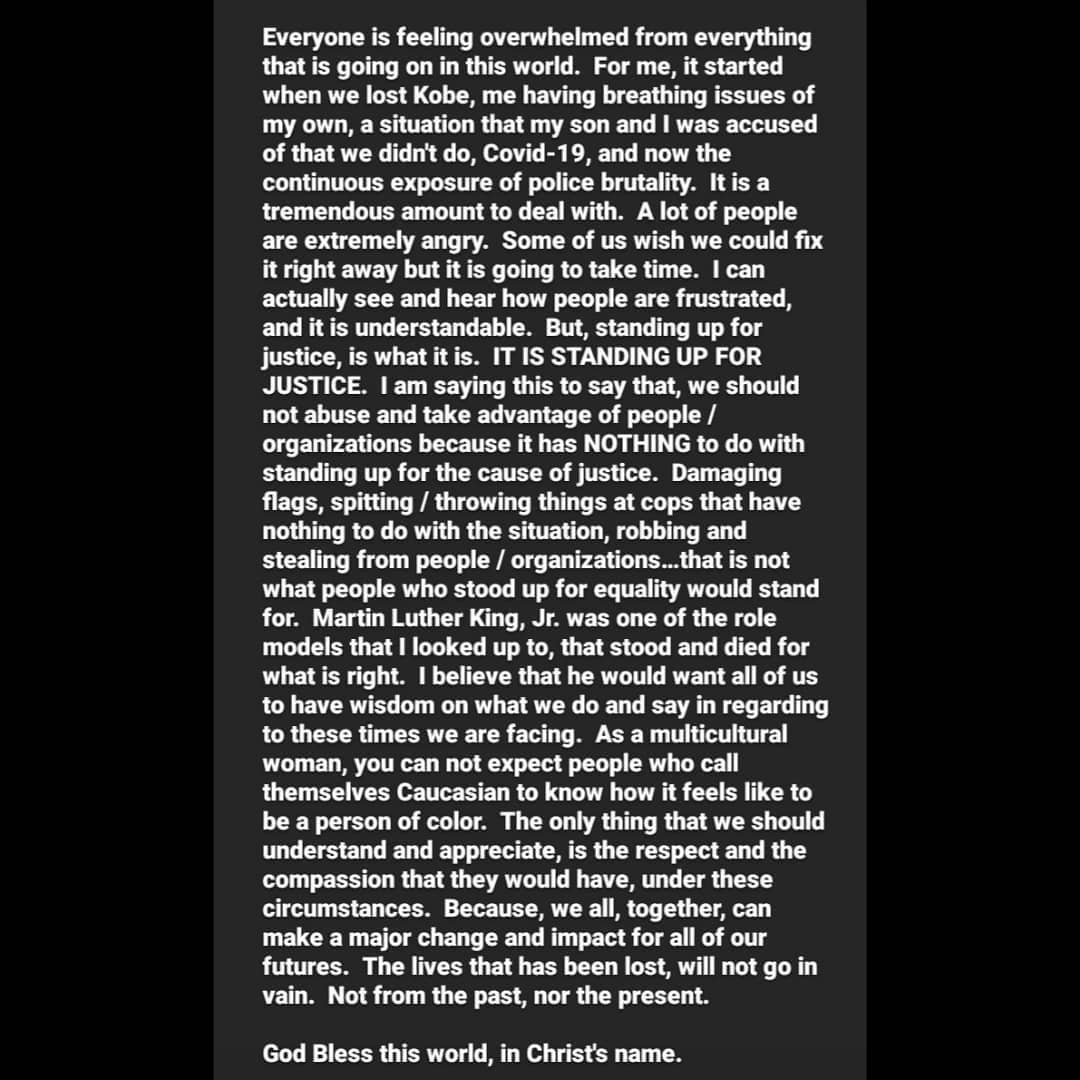 Everyone is feeling overwhelmed from everything
that is going on in this world.  For me, it started
when we lost Kobe, me having breathing issues of
my own, a situation that my son and I was accused
of that we didn't do, Covid-19, and now the
continuous exposure of police brutality.  It is a
tremendous amount to deal with.  A lot of people
are extremely angry.  Some of us wish we could fix
it right away but it is going to take time.  I can
actually see and hear how people are frustrated,
and it is understandable.  But, standing up for
justice, is what it is.  IT IS STANDING UP FOR
JUSTICE.  I am saying this to say that, we should
not abuse and take advantage of people /
organizations because it has NOTHING to do with
standing up for the cause of justice.  Damaging
flags, spitting / throwing things at cops that have
nothing to do with the situation, robbing and
stealing from people / organizations...that is not
what people who stood up for equality would stand
for.  Martin Luther King, Jr. was one of the role
models that I looked up to, that stood and died for
what is right.  I believe that he would want all of us
to have wisdom on what we do and say in regarding
to these times we are facing.  As a multicultural
woman, you can not expect people who call
themselves Caucasian to know how it feels like to
be a person of color.  The only thing that we should
understand and appreciate, is the respect and the
compassion that they would have, under these
circumstances.  Because, we all, together, can
make a major change and impact for all of our
futures.  The lives that has been lost, will not go in
vain.  Not from the past, nor the present.
God Bless this world, in Christ's name.